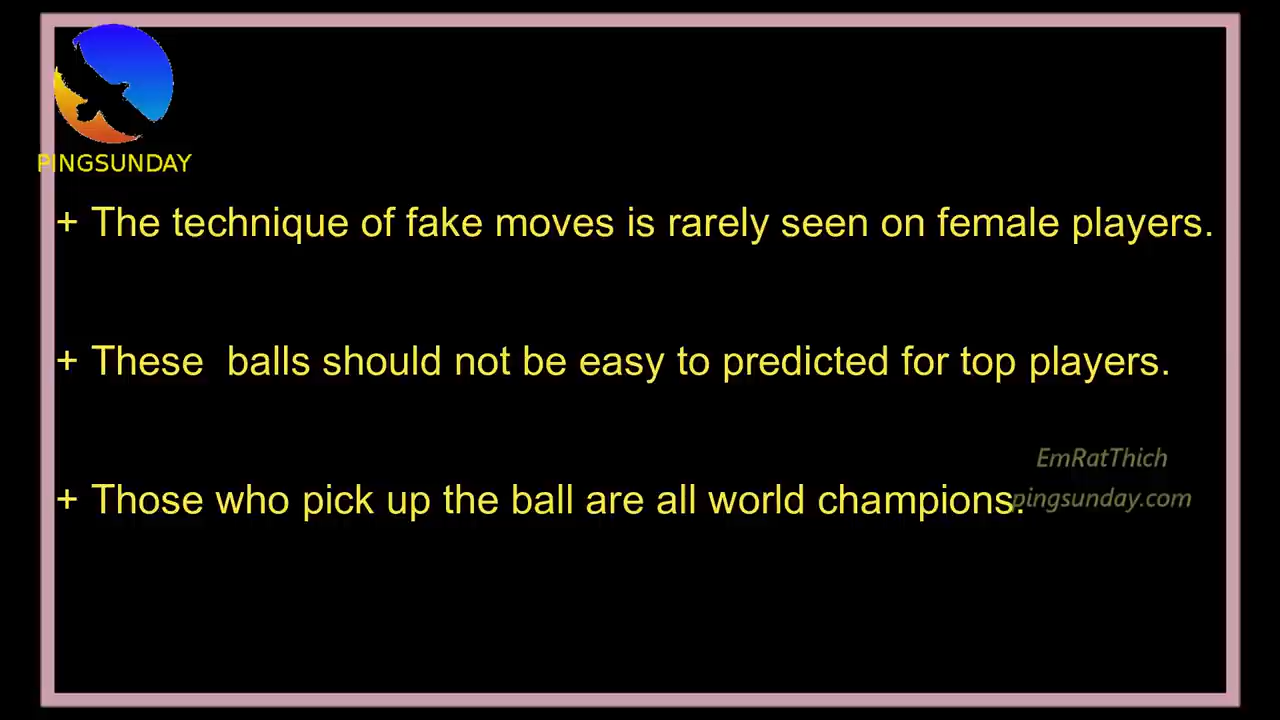 PINGSUNDAY
+ The technique of fake moves is rarely seen on female players.
+ These  balls should not be easy to predicted for top players.
EmRatThich
+ Those who pick up the ball are all world champions.
pingsunday.com